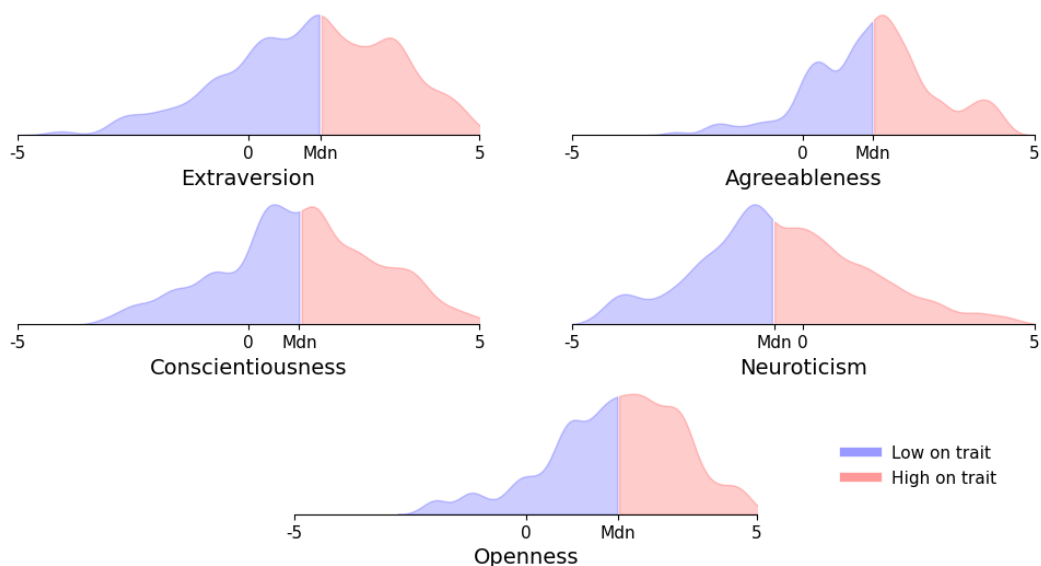 -5 0 Mdn 5
Extraversion
-5 0 Mdn 5
Agreeableness
-5 0 Mdn 5
Conscientiousness
-5 Mdn 0 5
Neuroticism
-5 0 Mdn 5
Openness
Low on trait
High on trait